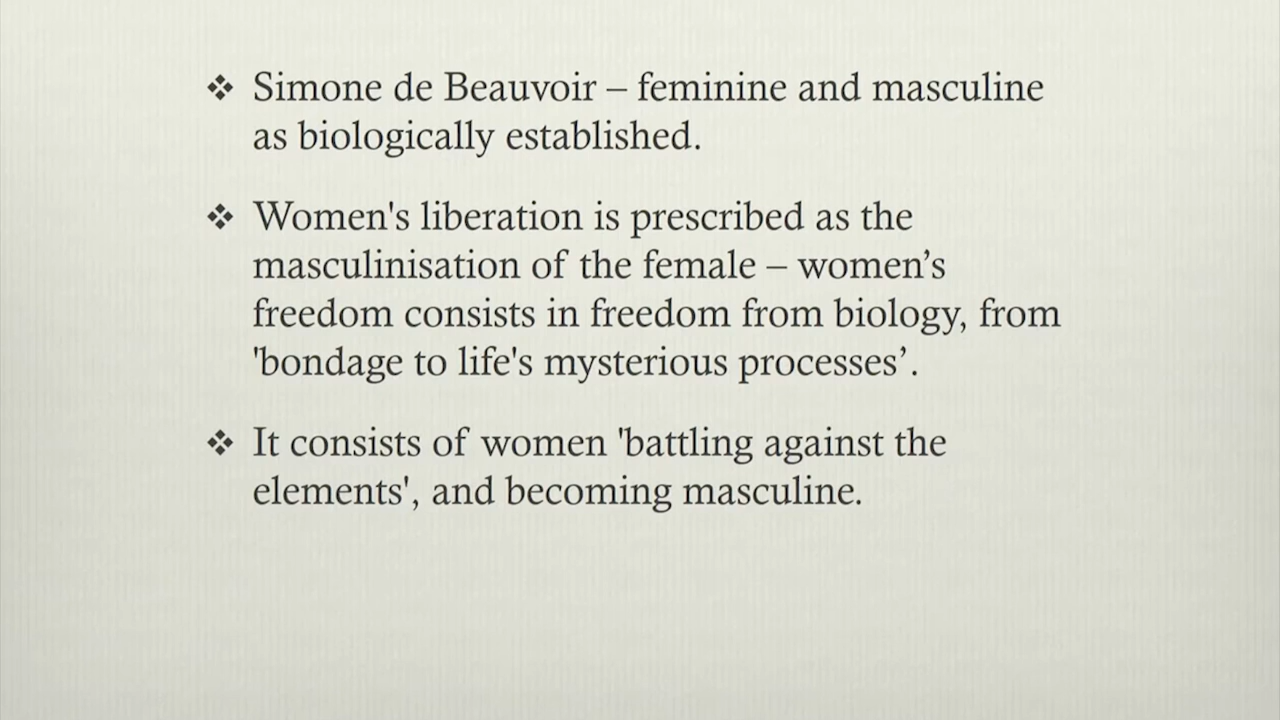 ❖ Simone de Beauvoir – feminine and masculine
as biologically established.
❖ Women's liberation is prescribed as the
masculinisation of the female – women’s
freedom consists in freedom from biology, from
'bondage to life's mysterious processes’.
❖ It consists of women 'battling against the
elements', and becoming masculine.